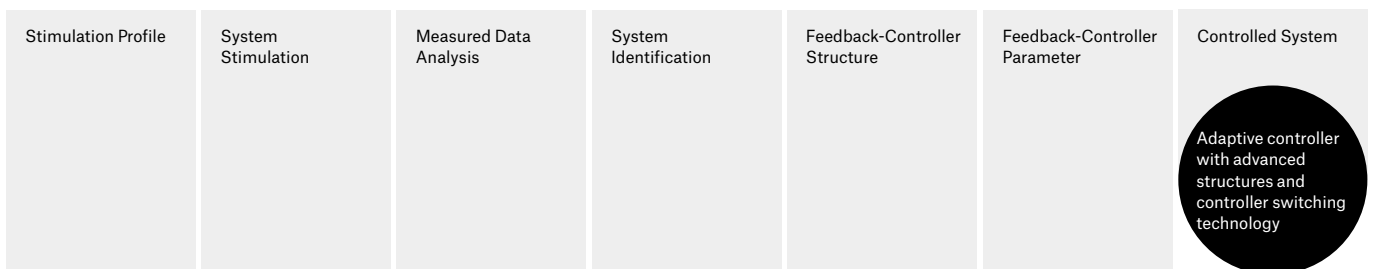 Stimulation Profile
System
Stimulation
Measured Data
Analysis
System
Identification
Feedback-Controller
Structure
Feedback-Controller
Parameter
Controlled System
Adaptive controller
with advanced
structures and
controller switching
technology